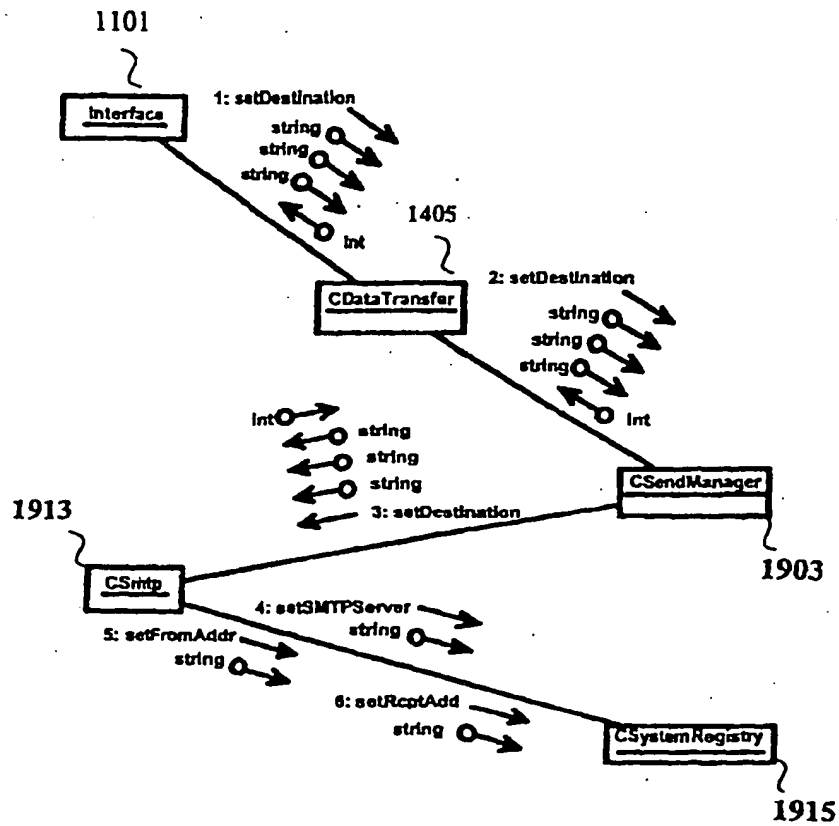 1101
Interface
1: setDestination
string
string
string
int
1405
CDataTransfer
2: setDestination
string
string
string
int
int
string
string
string
3: setDestination
CSendManager
1903
1913
CSmtp
4: setSMTPServer
string
5: setFromAddr
string
6: setRcptAdd
string
CSystemRegistry
1915